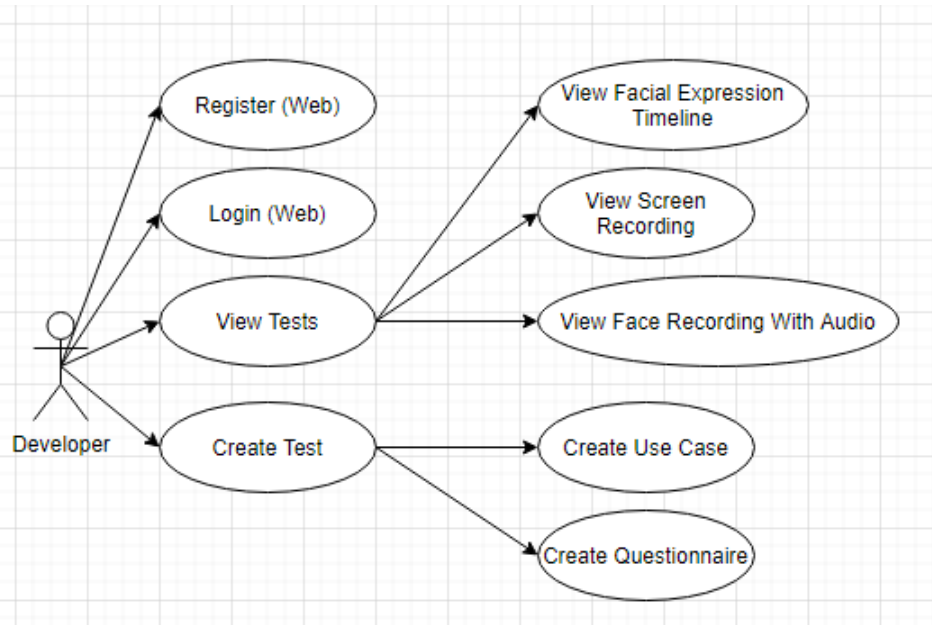 Register (Web)
Login (Web)
View Tests
Create Test
Developer
View Facial Expression
Timeline
View Screen
Recording
View Face Recording With Audio
Create Use Case
Create Questionnaire